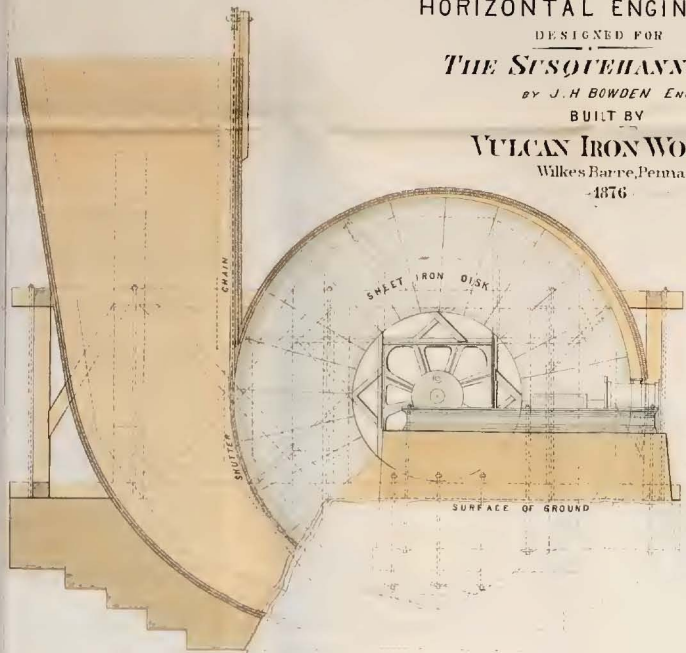 HORIZONTAL ENGIN
DESIGNED FOR
THE SUSQUEHANN
BY J. H BOWDEN EN
BUILT BY
VULCAN IRON WO
Wilkes Barre, Penna
1876
CHAIN
SHEET IRON DISK
SHUTTER
SURFACE OF GROUND